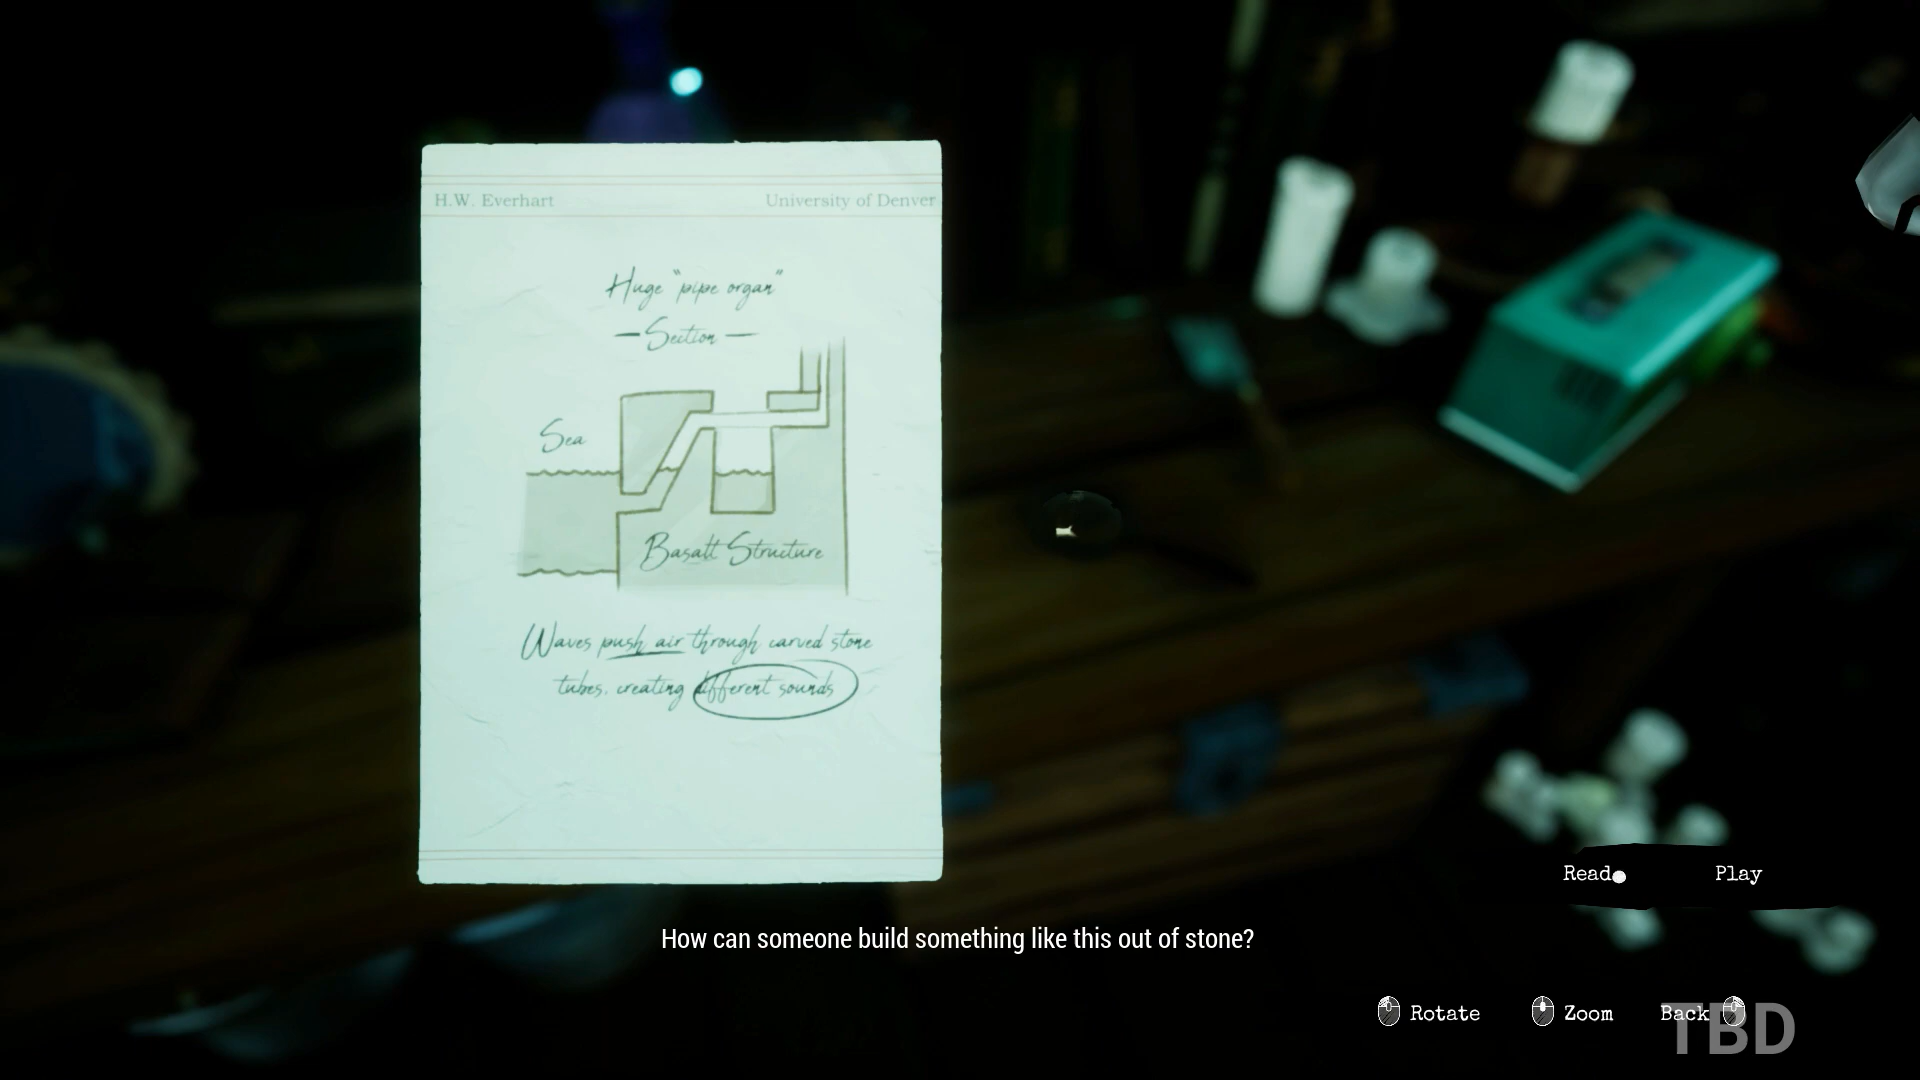 H.W. Everhart University of Denver
Huge "pipe organ"
— Section —
Sea
Basalt Structure
Waves push air through carved stone
tubes, creating different sounds
Read Play
How can someone build something like this out of stone?
Rotate Zoom Back
TBD